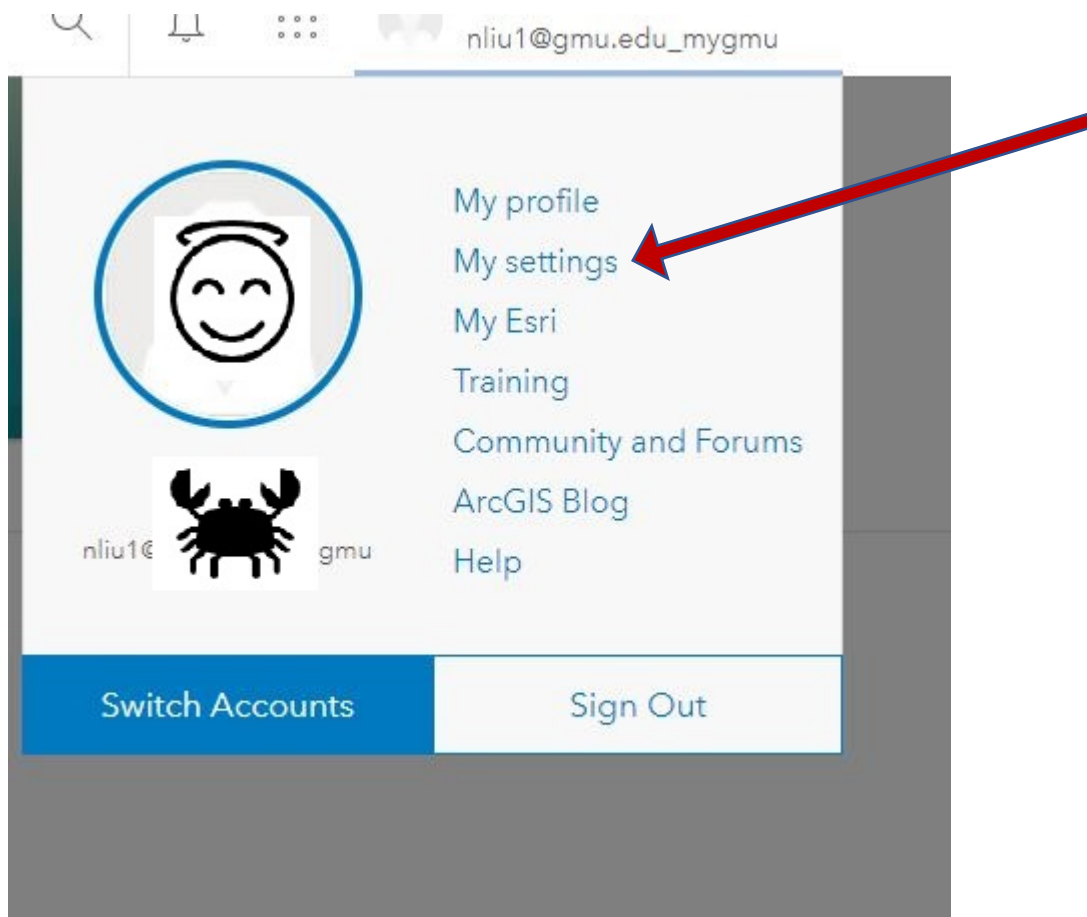 nliu1@gmu.edu_mygmu
My profile
My settings
My Esri
Training
Community and Forums
ArcGIS Blog
Help
nliu1@ gmu
Switch Accounts
Sign Out